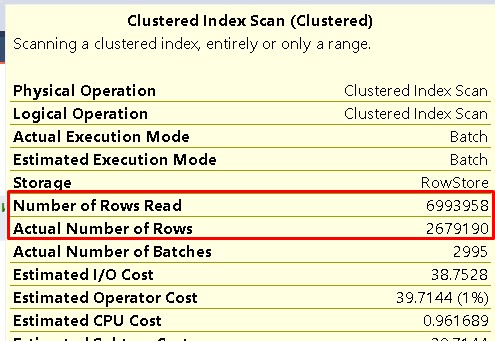 Clustered Index Scan (Clustered)
Scanning a clustered index, entirely or only a range.
Physical Operation Clustered Index Scan
Logical Operation Clustered Index Scan
Actual Execution Mode Batch
Estimated Execution Mode Batch
Storage RowStore
Number of Rows Read 6993958
Actual Number of Rows 2679190
Actual Number of Batches 2995
Estimated I/O Cost 38.7528
Estimated Operator Cost 39.7144 (1%)
Estimated CPU Cost 0.961689